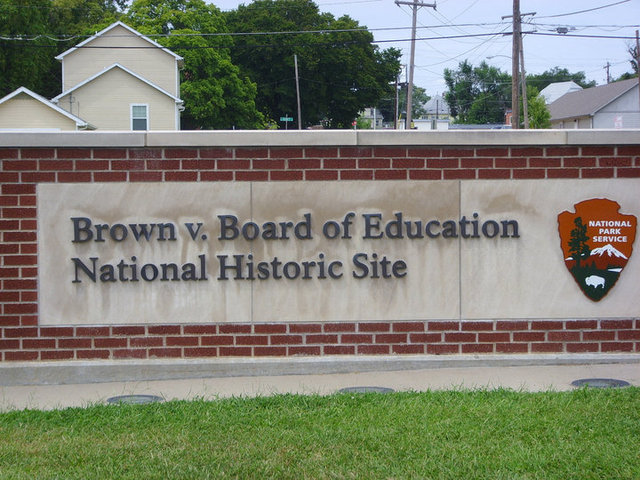 Brown v. Board of Education
National Historic Site
NATIONAL
PARK
SERVICE